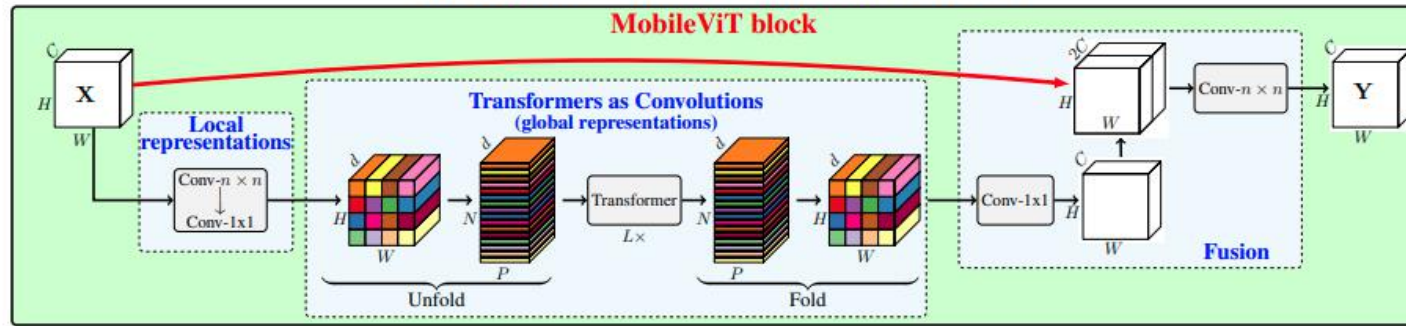 MobileViT block
C
H
X
W
Local
representations
Conv-n × n
Conv-1x1
Transformers as Convolutions
(global representations)
d
H
W
d
N
P
Unfold
Transformer
L×
d
N
P
d
H
W
Fold
Conv-1x1
C
H
W
2C
H
W
Conv-n × n
Fusion
C
H
Y
W